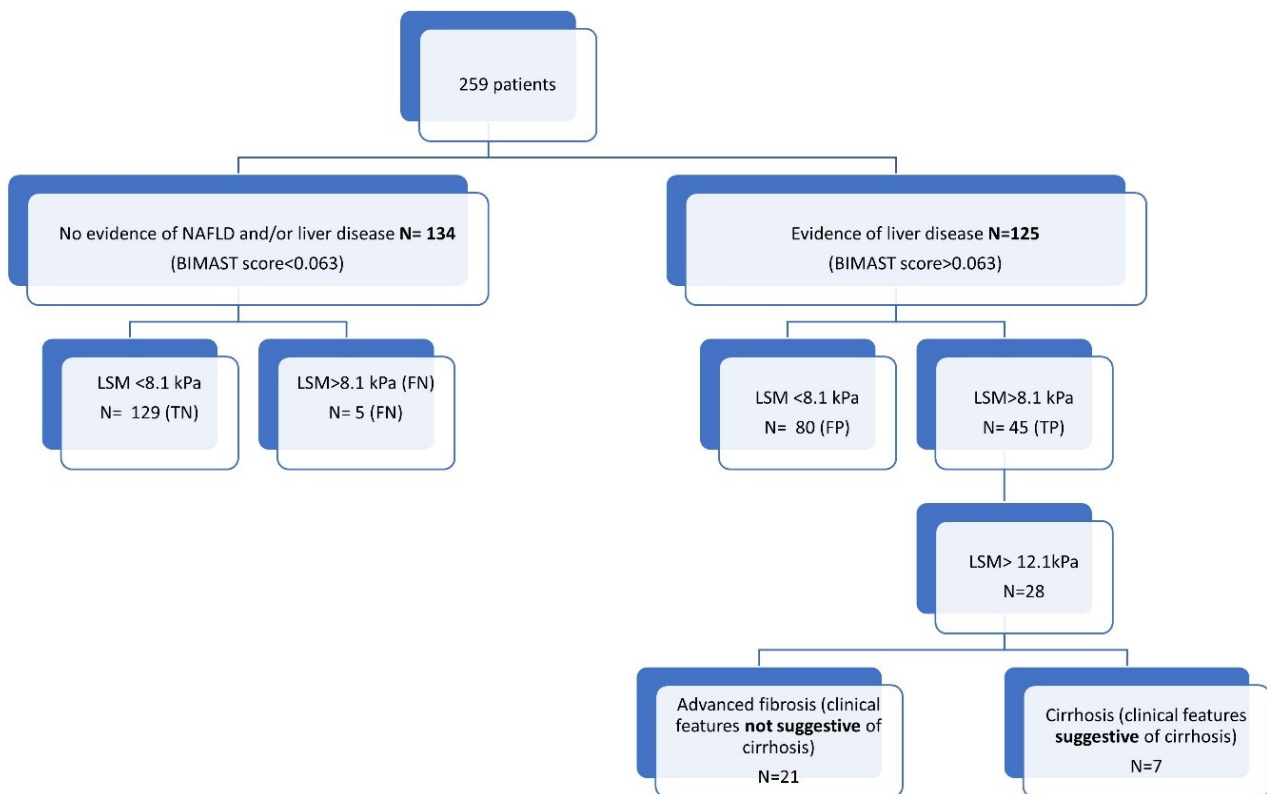 259 patients
No evidence of NAFLD and/or liver disease N= 134
(BIMAST score<0.063)
Evidence of liver disease N=125
(BIMAST score>0.063)
LSM <8.1 kPa
N=  129 (TN)
LSM>8.1 kPa (FN)
N= 5 (FN)
LSM <8.1 kPa
N=  80 (FP)
LSM>8.1 kPa
N= 45 (TP)
LSM> 12.1kPa
N=28
Advanced fibrosis (clinical
features not suggestive of
cirrhosis)
N=21
Cirrhosis (clinical features
suggestive of cirrhosis)
N=7